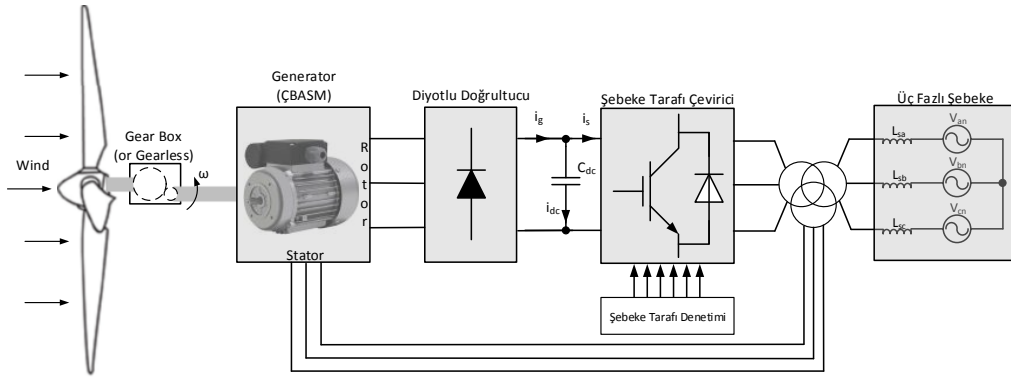 Wind
Gear Box
(or Gearless)
ω
Generator
(ÇBASM)
Rotor
Stator
Diyotlu Doğrultucu
i_g
i_s
C_dc
i_dc
Şebeke Tarafı Çevirici
Şebeke Tarafı Denetimi
Üç Fazlı Şebeke
L_sa
V_an
L_sb
V_bn
L_sc
V_cn